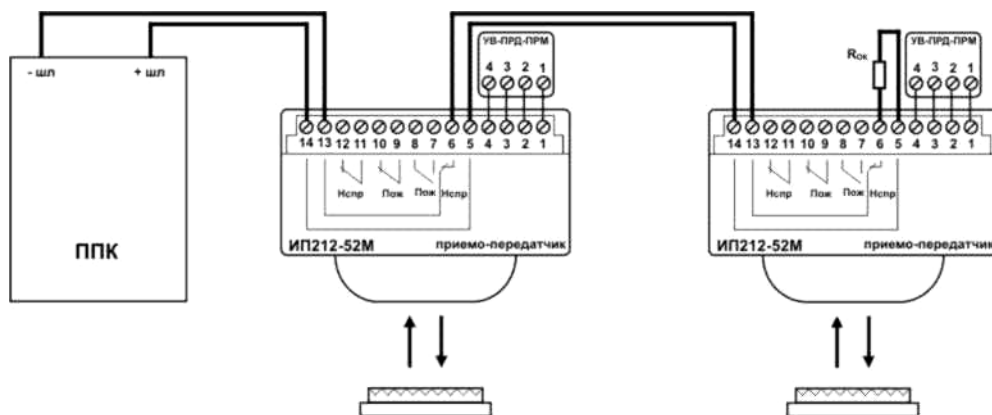 - шл
+ шл
ППК
УВ-ПРД-ПРМ
4 3 2 1
14 13 12 11 10 9 8 7 6 5 4 3 2 1
Нспр Пож Пож Нспр
ИП212-52М приемо-передатчик
Rок
УВ-ПРД-ПРМ
4 3 2 1
14 13 12 11 10 9 8 7 6 5 4 3 2 1
Нспр Пож Пож Нспр
ИП212-52М приемо-передатчик